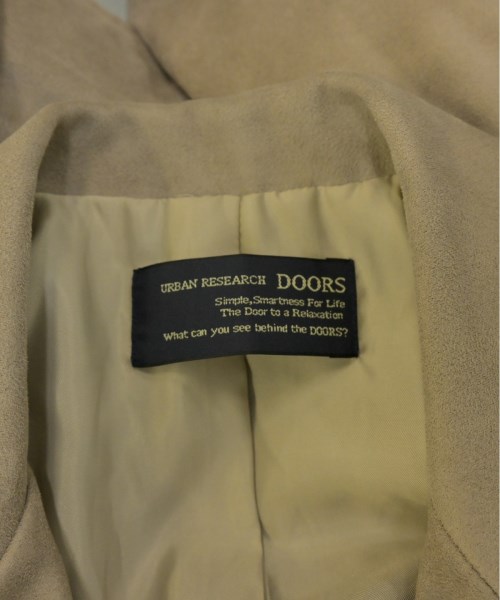 URBAN RESEARCH DOORS
Simple,Smartness For Life
The Door to a Relaxation
What can you see behind the DOORS?